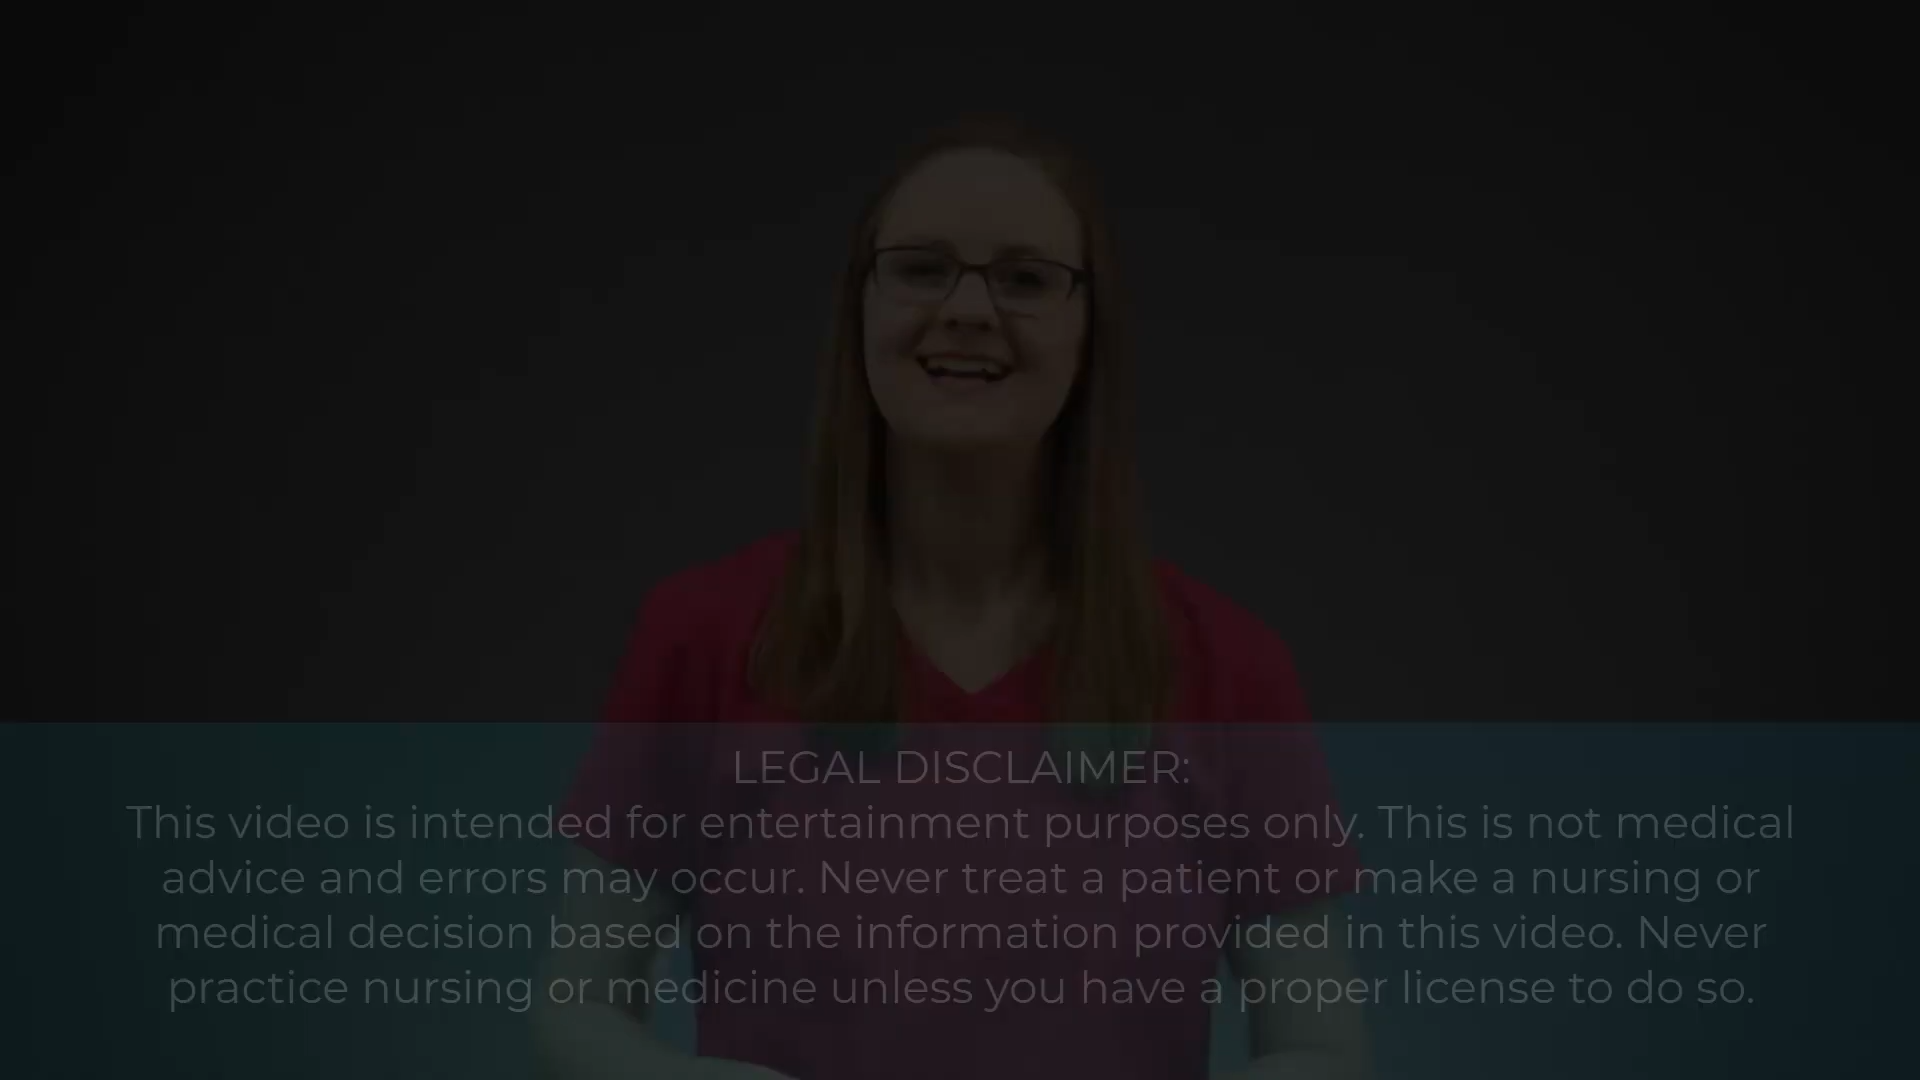 LEGAL DISCLAIMER:
This video is intended for entertainment purposes only. This is not medical
advice and errors may occur. Never treat a patient or make a nursing or
medical decision based on the information provided in this video. Never
practice nursing or medicine unless you have a proper license to do so.